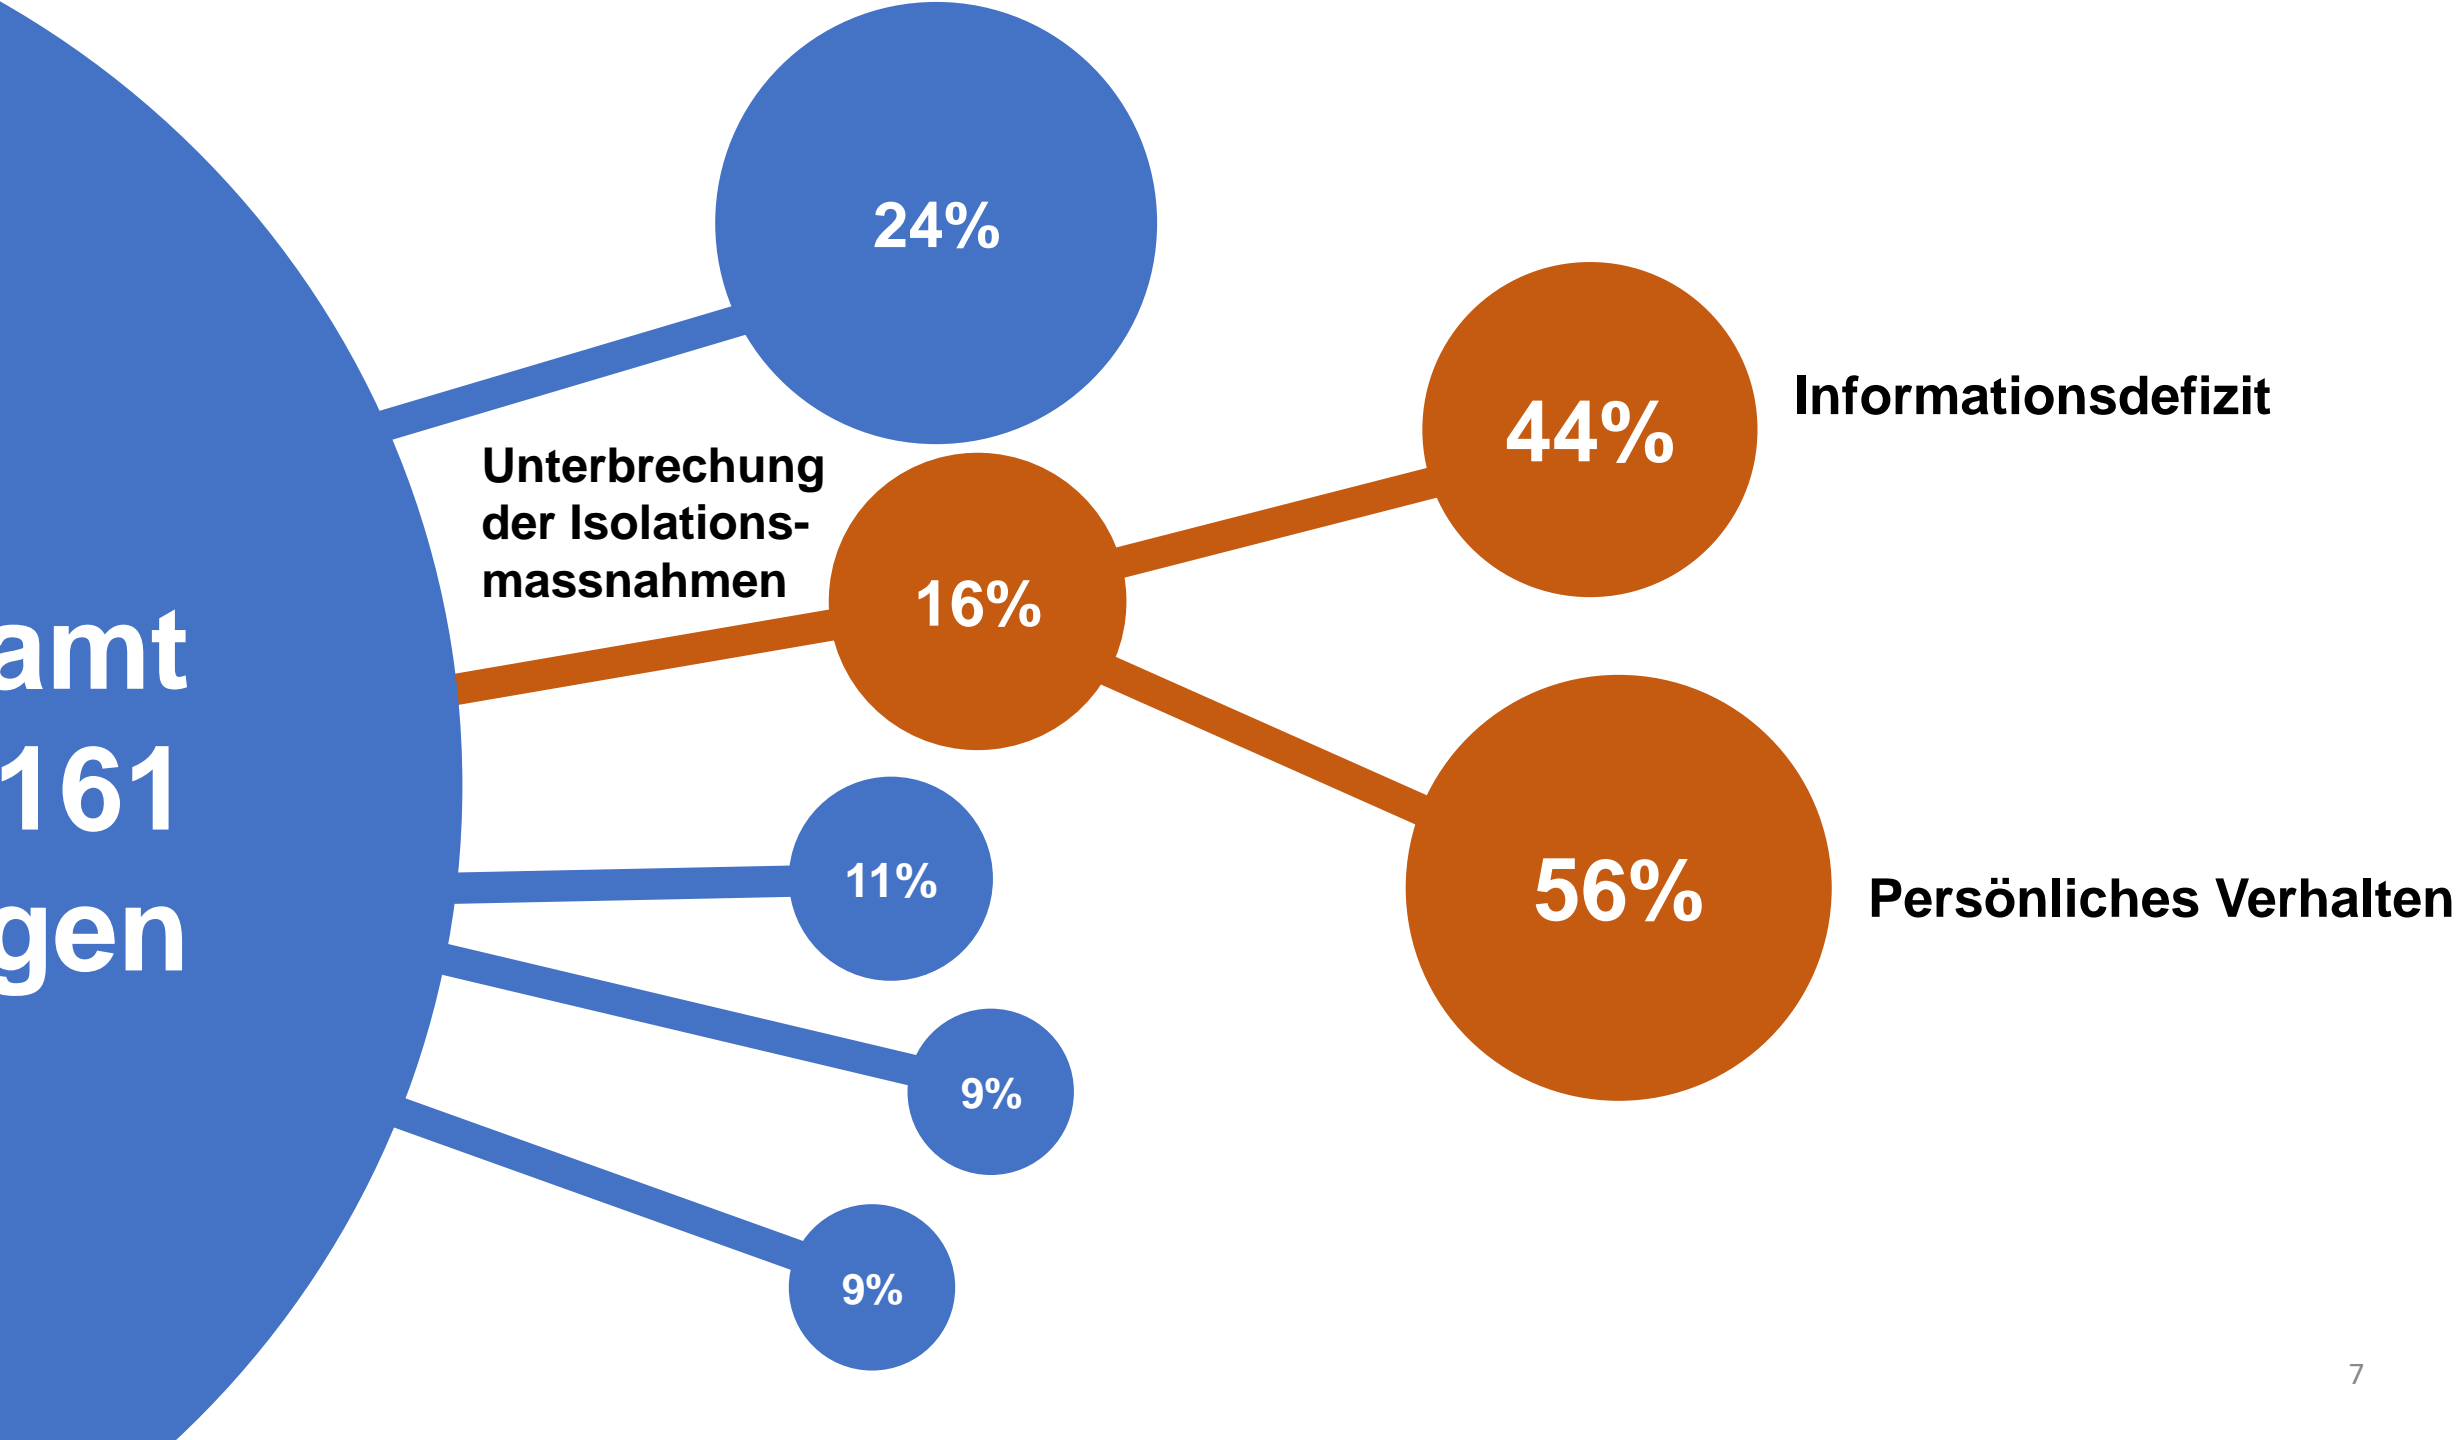 amt
161
gen
24%
Unterbrechung
der Isolations-
massnahmen
16%
11%
9%
9%
44%
Informationsdefizit
56%
Persönliches Verhalten
7